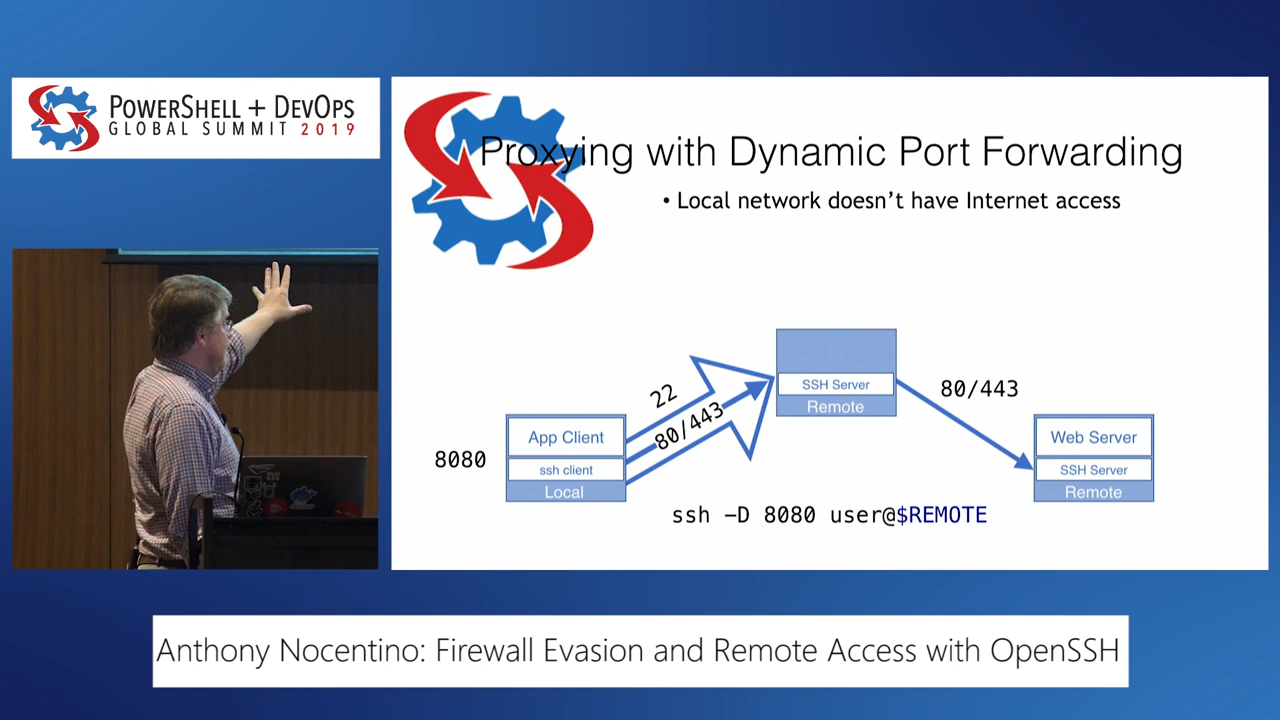 POWERSHELL + DEVOPS
GLOBAL SUMMIT 2019
Proxying with Dynamic Port Forwarding
• Local network doesn’t have Internet access
22
80/443
SSH Server
Remote
80/443
8080
App Client
ssh client
Local
Web Server
SSH Server
Remote
ssh –D 8080 user@$REMOTE
Anthony Nocentino: Firewall Evasion and Remote Access with OpenSSH